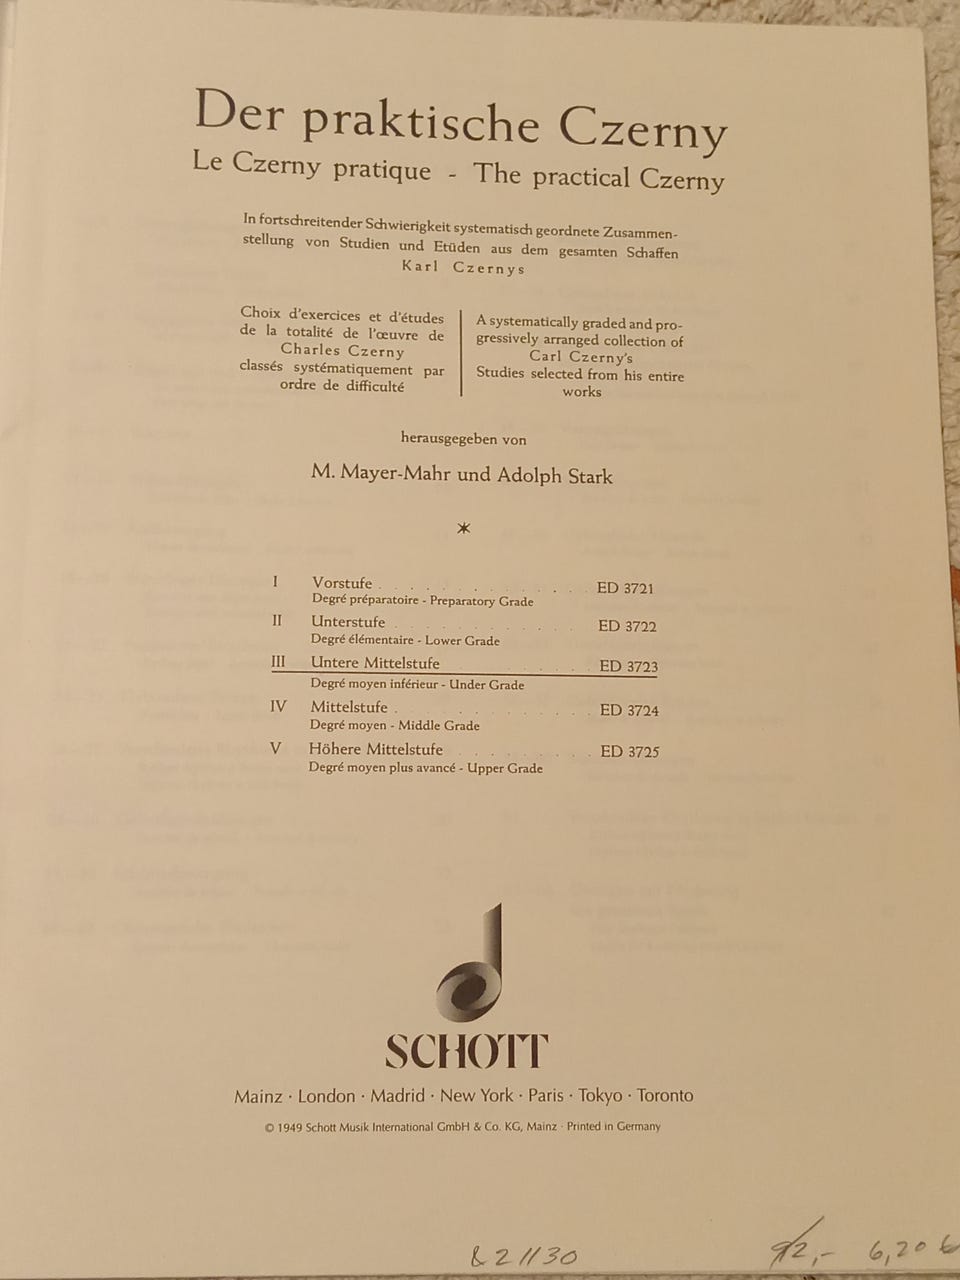 Der praktische Czerny
Le Czerny pratique - The practical Czerny
In fortschreitender Schwierigkeit systematisch geordnete Zusammen-
stellung von Studien und Etüden aus dem gesamten Schaffen
Karl Czernys
Choix d'exercices et d'études
de la totalité de l'œuvre de
Charles Czerny
classés systématiquement par
ordre de difficulté
A systematically graded and pro-
gressively arranged collection of
Carl Czerny's
Studies selected from his entire
works
herausgegeben von
M. Mayer-Mahr und Adolph Stark
I Vorstufe . . . . . . . . . . . ED 3721
Degré préparatoire - Preparatory Grade
II Unterstufe . . . . . . . . . . . ED 3722
Degré élémentaire - Lower Grade
III Untere Mittelstufe . . . . . . . . ED 3723
Degré moyen inférieur - Under Grade
IV Mittelstufe . . . . . . . . . . . ED 3724
Degré moyen - Middle Grade
V Höhere Mittelstufe . . . . . . . . ED 3725
Degré moyen plus avancé - Upper Grade
SCHOTT
Mainz · London · Madrid · New York · Paris · Tokyo · Toronto
© 1949 Schott Musik International GmbH & Co. KG, Mainz · Printed in Germany
6,20 €